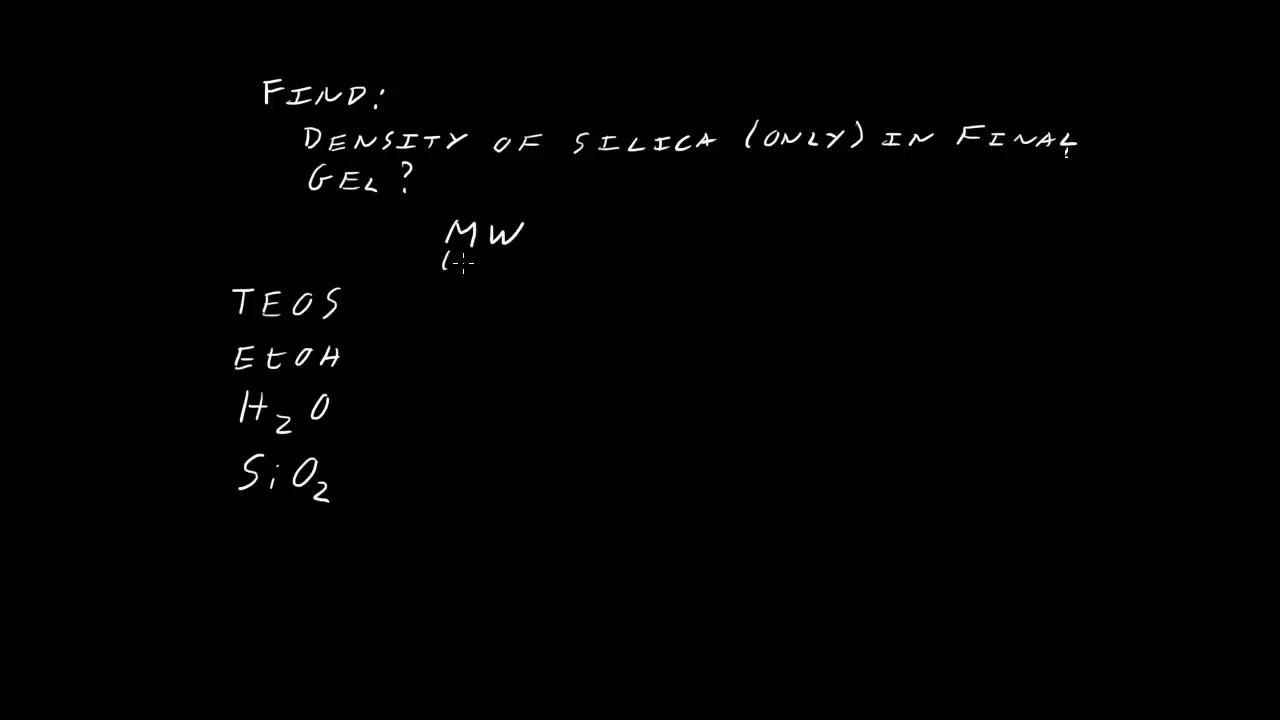 FIND:
DENSITY OF SILICA (ONLY) IN FINAL
GEL?
MW
(
TEOS
EtOH
H₂O
SiO₂